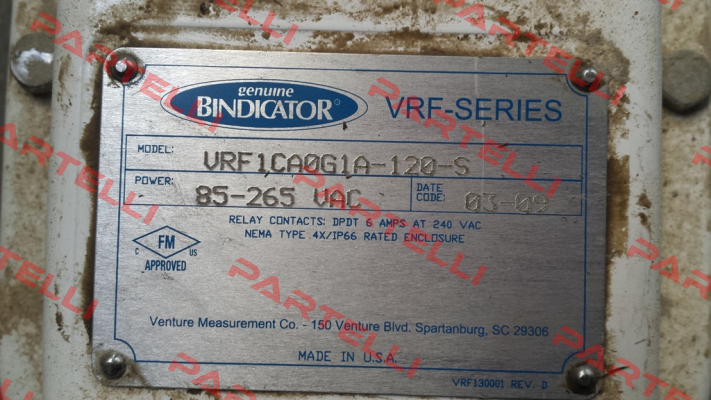 genuine
BINDICATOR®
VRF-SERIES
MODEL: VRF1CA0G1A-120-S
POWER: 85-265 VAC DATE CODE: 03-09
RELAY CONTACTS: DPDT 6 AMPS AT 240 VAC
NEMA TYPE 4X/IP66 RATED ENCLOSURE
C FM US
APPROVED
Venture Measurement Co. - 150 Venture Blvd. Spartanburg, SC 29306
MADE IN U.S.A.
VRF130001 REV. D
PARTELLI
PARTELLI
PARTELLI
PARTELLI
PARTELLI
PARTELLI
PARTELLI